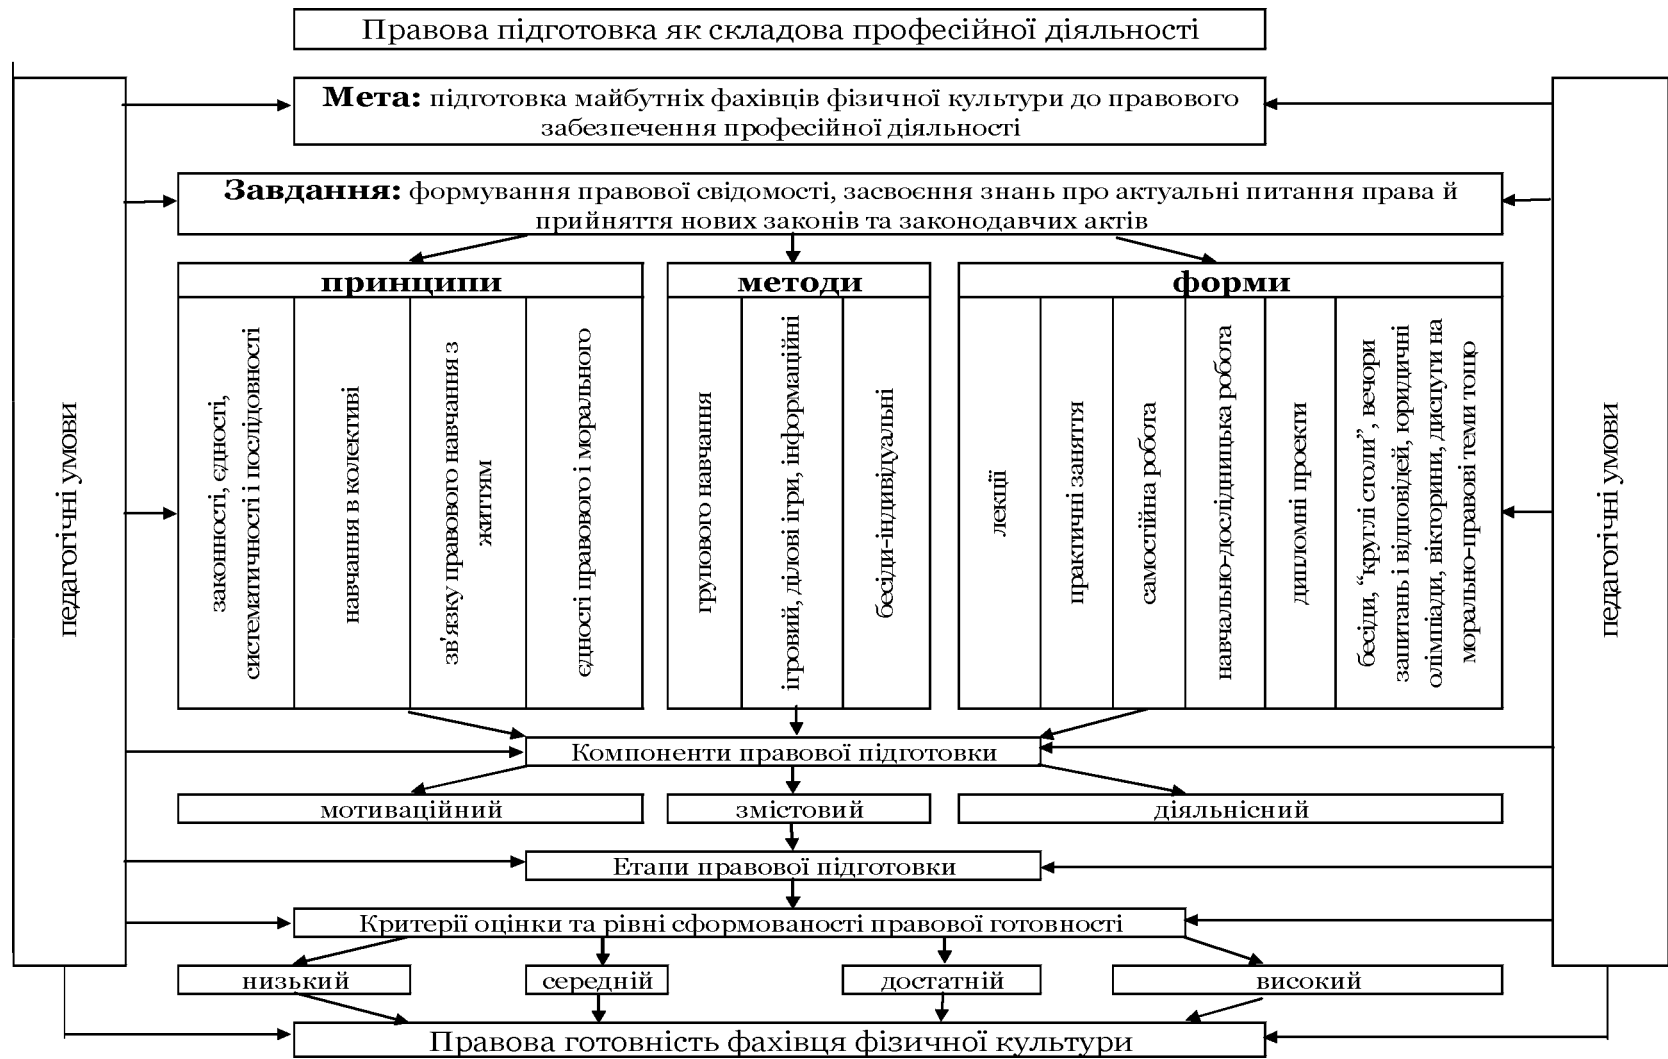 Правова підготовка як складова професійної діяльності
Мета: підготовка майбутніх фахівців фізичної культури до правового
забезпечення професійної діяльності
Завдання: формування правової свідомості, засвоєння знань про актуальні питання права й
прийняття нових законів та законодавчих актів
педагогічні умови
принципи
законності, єдності,
систематичності і послідовності
навчання в колективі
зв'язку правового навчання з
життям
єдності правового і морального
методи
групового навчання
ігровий, ділові ігри, інформаційні
бесіди-індивідуальні
форми
лекції
практичні заняття
самостійна робота
навчально-дослідницька робота
дипломні проекти
бесіди, “круглі столи”, вечори
запитань і відповідей, юридичні
олімпіади, вікторини, диспути на
морально-правові теми тощо
педагогічні умови
Компоненти правової підготовки
мотиваційний
змістовий
діяльнісний
Етапи правової підготовки
Критерії оцінки та рівні сформованості правової готовності
низький
середній
достатній
високий
Правова готовність фахівця фізичної культури